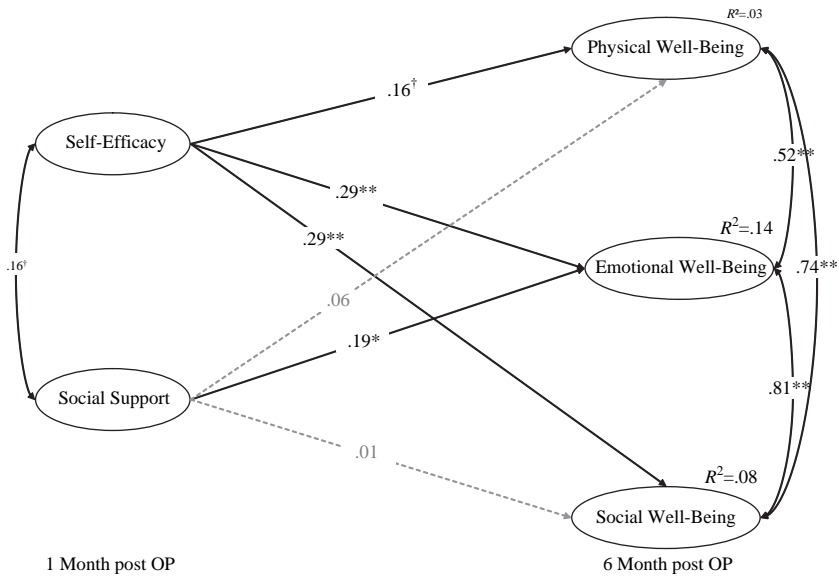 R²=.03
Physical Well-Being
.16†
Self-Efficacy
.52**
.29**
.29**
R²=.14
.16†
Emotional Well-Being
.74**
.06
.19*
Social Support
.81**
.01
R²=.08
Social Well-Being
1 Month post OP
6 Month post OP